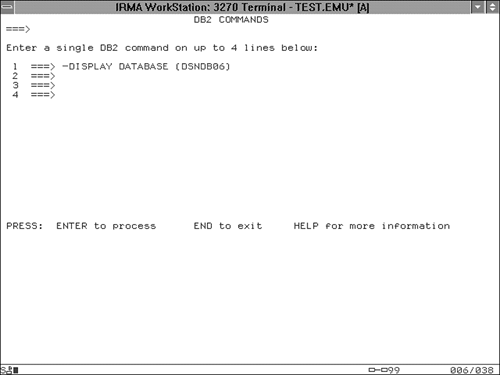 IRMA WorkStation: 3270 Terminal - TEST.EMU* [A]
DB2 COMMANDS
===>
Enter a single DB2 command on up to 4 lines below:
1 ===> -DISPLAY DATABASE (DSNDB06)
2 ===>
3 ===>
4 ===>
PRESS: ENTER to process END to exit HELP for more information
99 006/038